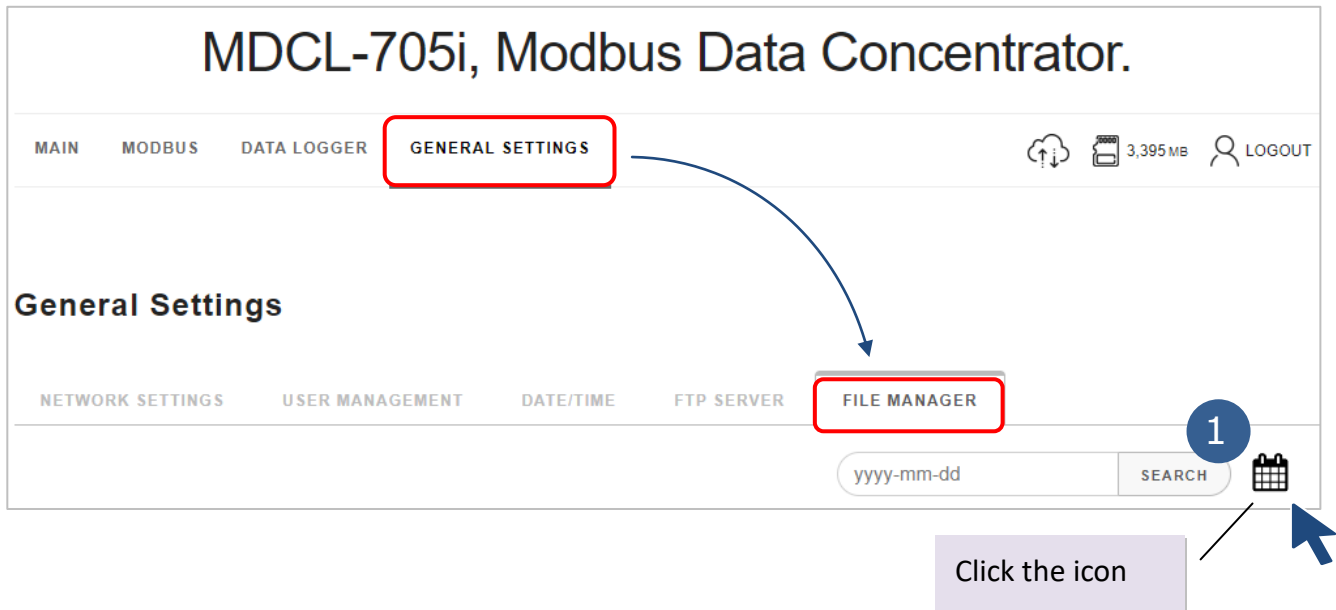 MDCL-705i, Modbus Data Concentrator.
MAIN MODBUS DATA LOGGER GENERAL SETTINGS 3,395 MB LOGOUT
General Settings
NETWORK SETTINGS USER MANAGEMENT DATE/TIME FTP SERVER FILE MANAGER
1
yyyy-mm-dd SEARCH
Click the icon